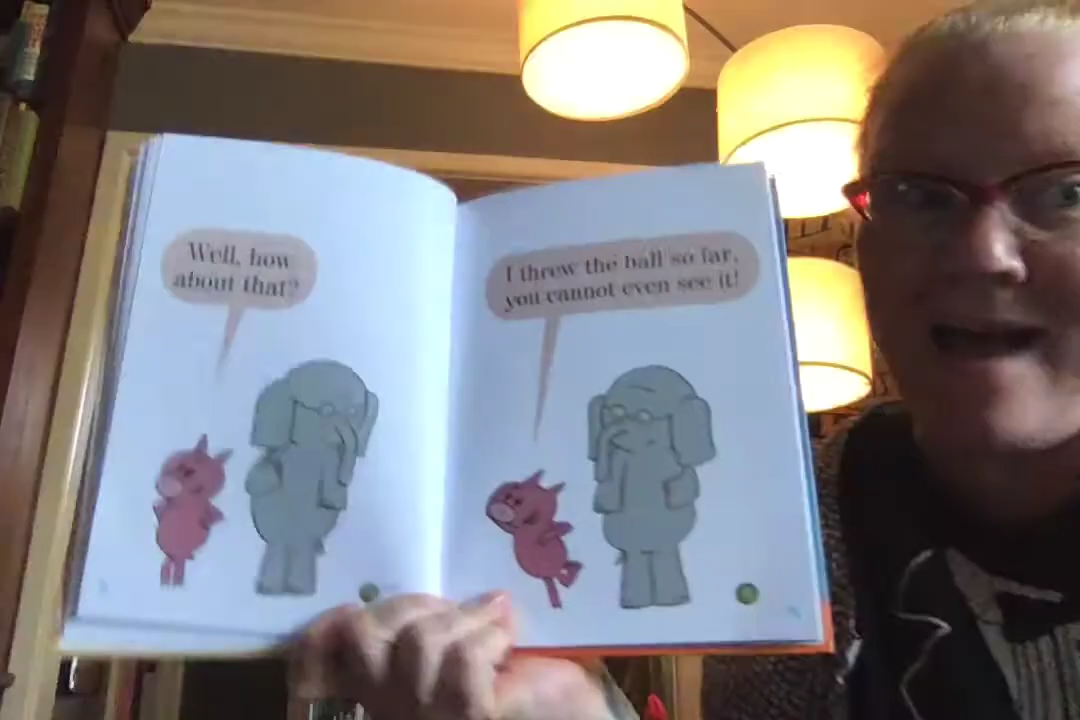 Well, how
about that?
I threw the ball so far,
you cannot even see it!